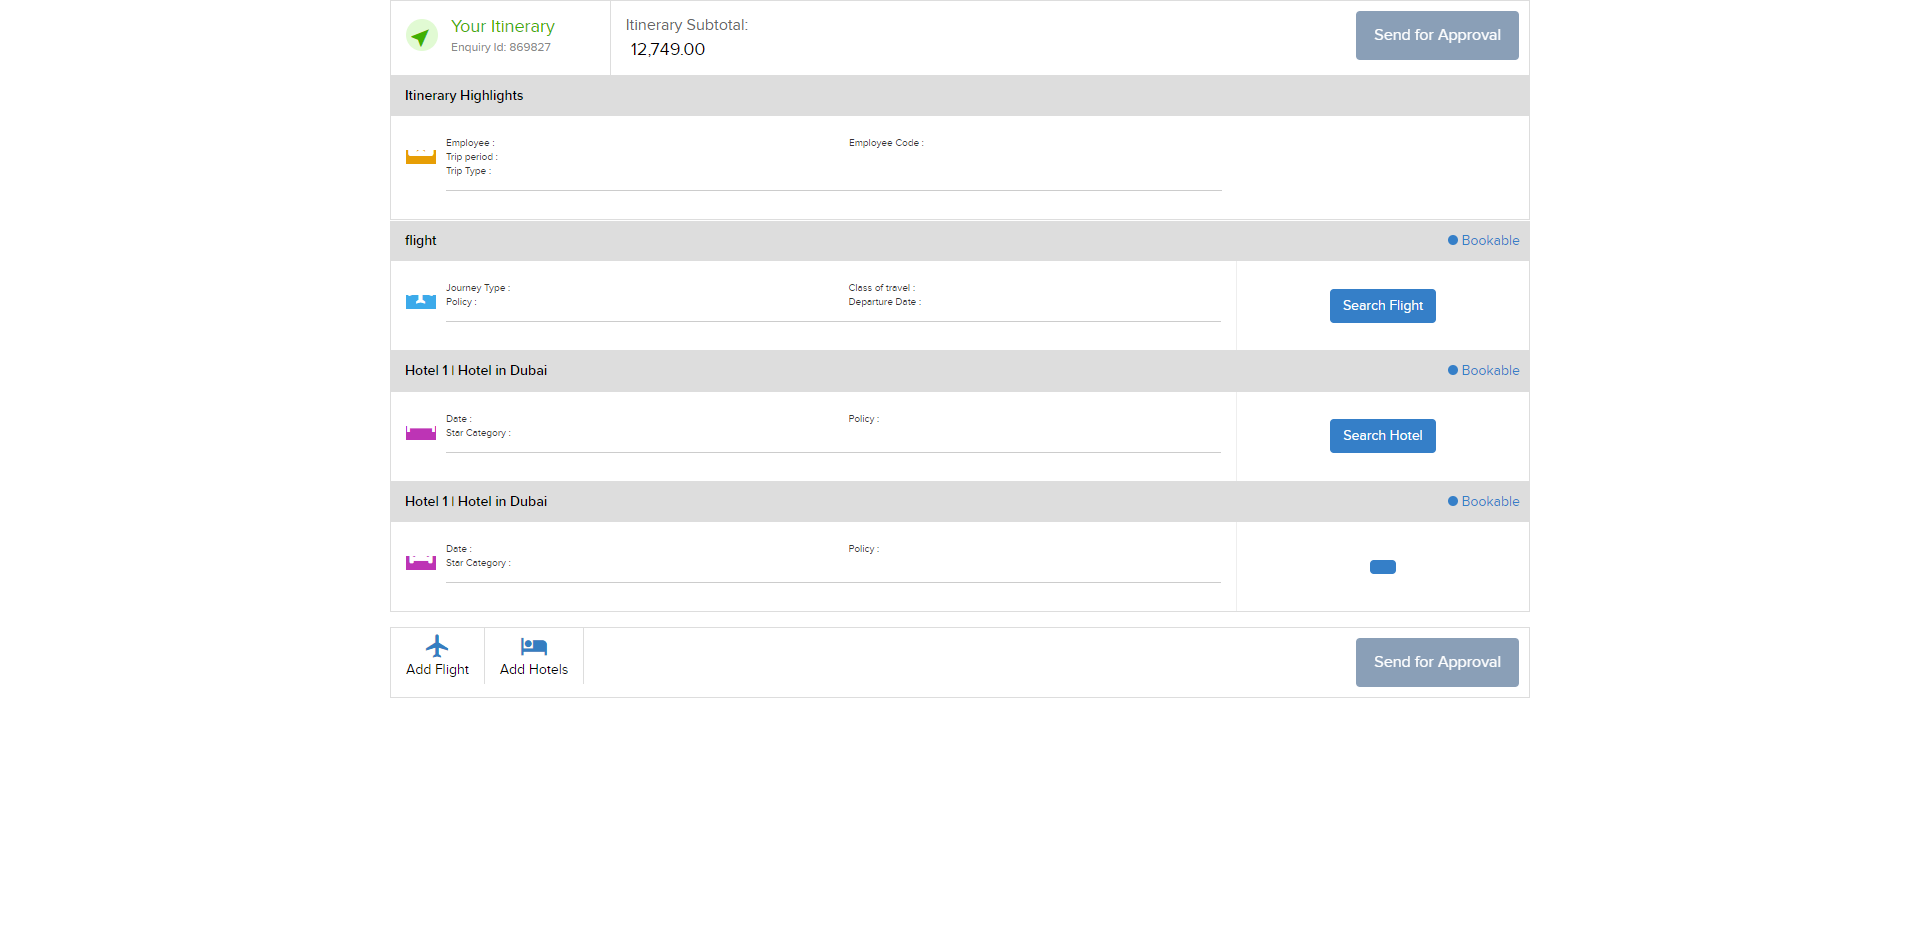 Your Itinerary
Enquiry Id: 869827
Itinerary Subtotal:
12,749.00
Send for Approval
Itinerary Highlights
Employee :
Employee Code :
Trip period :
Trip Type :
flight
Bookable
Journey Type :
Class of travel :
Policy :
Departure Date :
Search Flight
Hotel 1 | Hotel in Dubai
Bookable
Date :
Policy :
Star Category :
Search Hotel
Hotel 1 | Hotel in Dubai
Bookable
Date :
Policy :
Star Category :
Add Flight
Add Hotels
Send for Approval